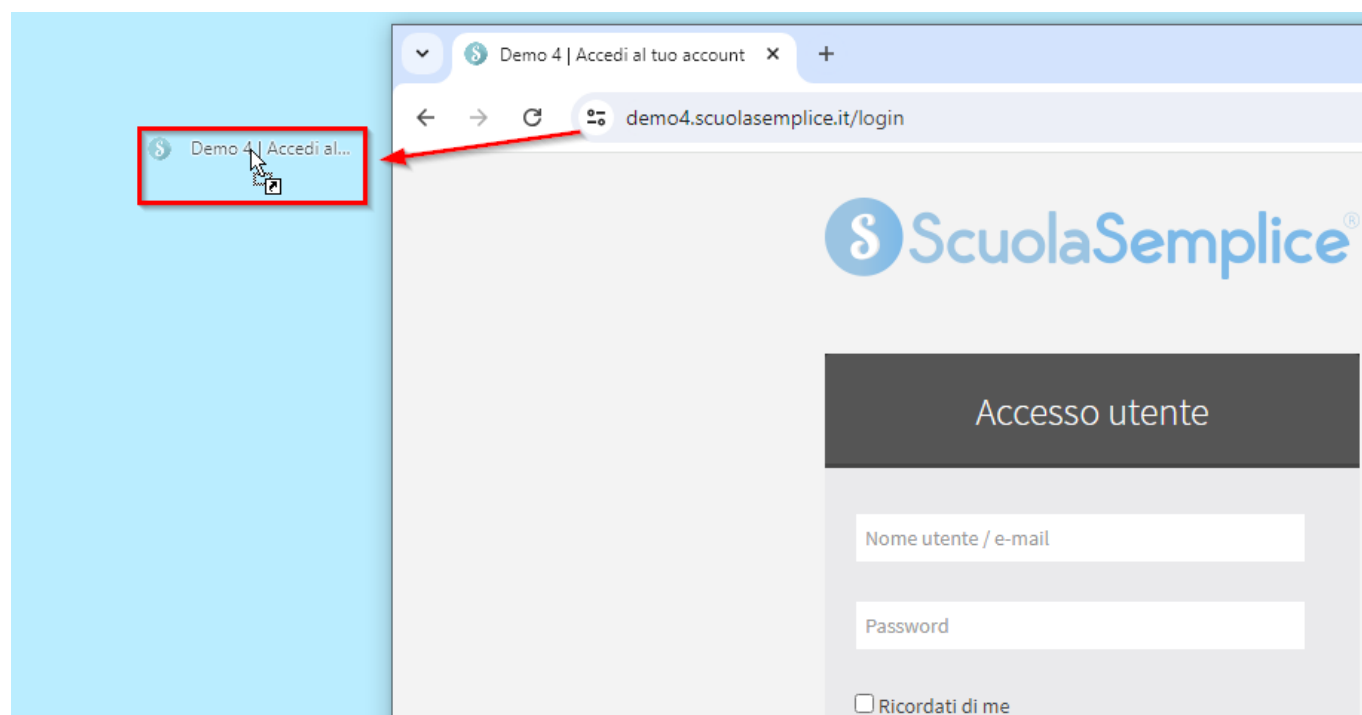 Demo 4 | Accedi al tuo account
demo4.scuolasemplice.it/login
Demo 4 | Accedi al...
ScuolaSemplice®
Accesso utente
Nome utente / e-mail
Password
Ricordati di me